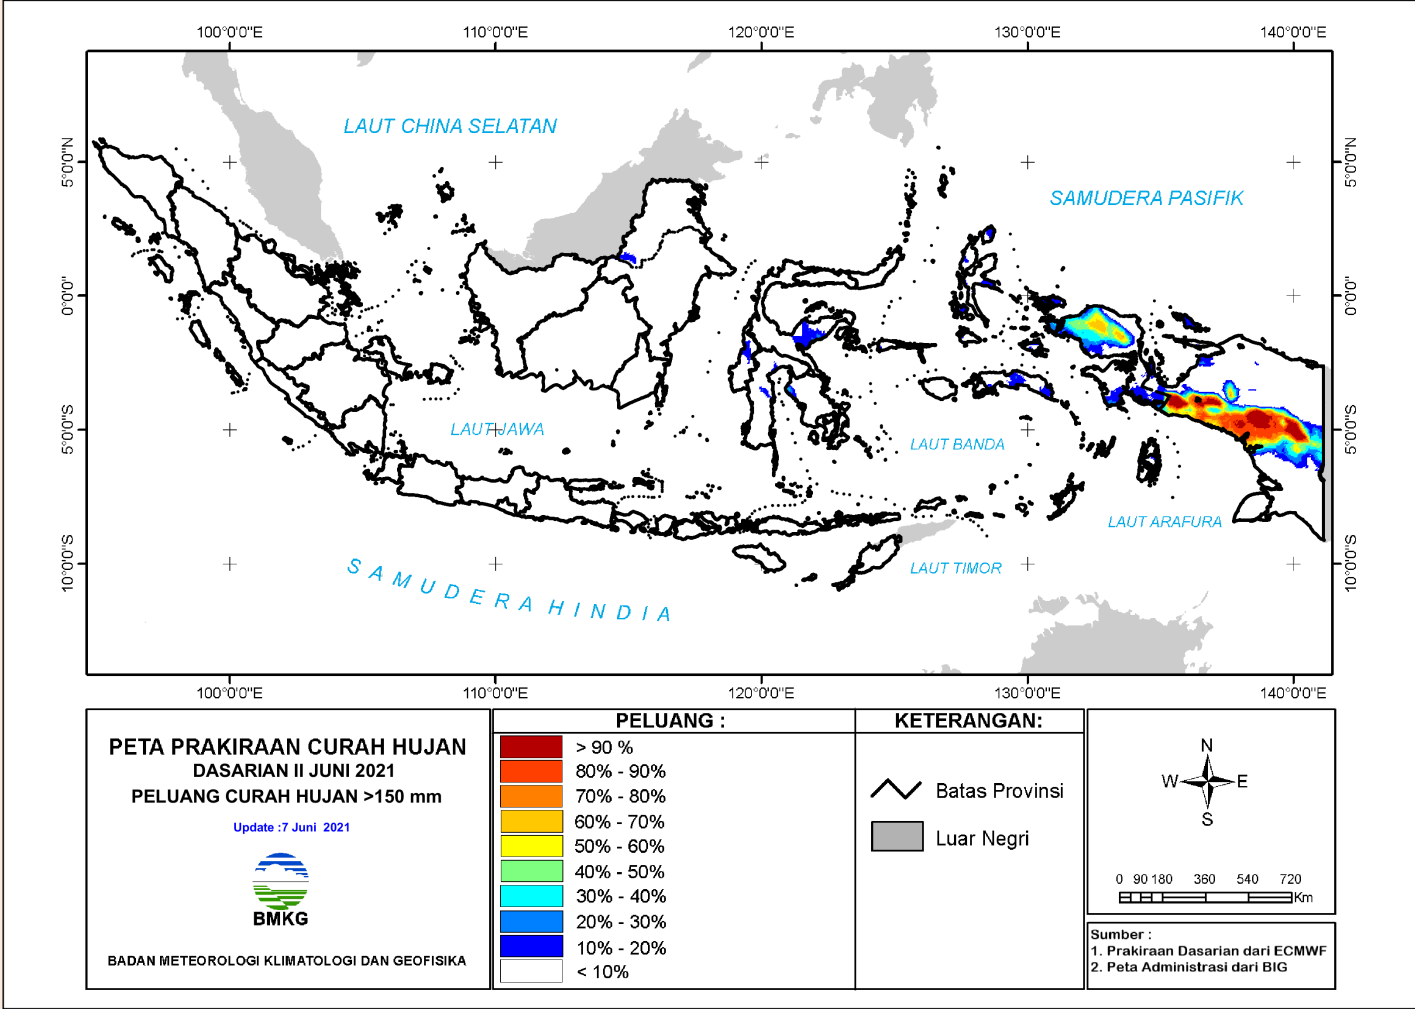 100°0'0"E 110°0'0"E 120°0'0"E 130°0'0"E 140°0'0"E
5°0'0"N 5°0'0"N
0°0'0" 0°0'0"
5°0'0"S 5°0'0"S
10°0'0"S 10°0'0"S
LAUT CHINA SELATAN
SAMUDERA PASIFIK
LAUT JAWA
LAUT BANDA
LAUT ARAFURA
LAUT TIMOR
SAMUDERA HINDIA
100°0'0"E 110°0'0"E 120°0'0"E 130°0'0"E 140°0'0"E
PETA PRAKIRAAN CURAH HUJAN
DASARIAN II JUNI 2021
PELUANG CURAH HUJAN >150 mm
Update :7 Juni 2021
BMKG
BADAN METEOROLOGI KLIMATOLOGI DAN GEOFISIKA
PELUANG :
> 90 %
80% - 90%
70% - 80%
60% - 70%
50% - 60%
40% - 50%
30% - 40%
20% - 30%
10% - 20%
< 10%
KETERANGAN:
Batas Provinsi
Luar Negri
N
W E
S
0 90 180 360 540 720
Km
Sumber :
1. Prakiraan Dasarian dari ECMWF
2. Peta Administrasi dari BIG